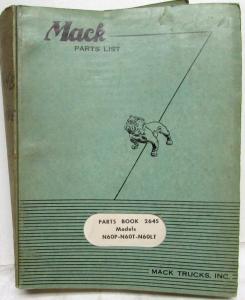 Mack
PARTS LIST
PARTS BOOK 2645
Models
N60P-N60T-N60LT
MACK TRUCKS, INC.